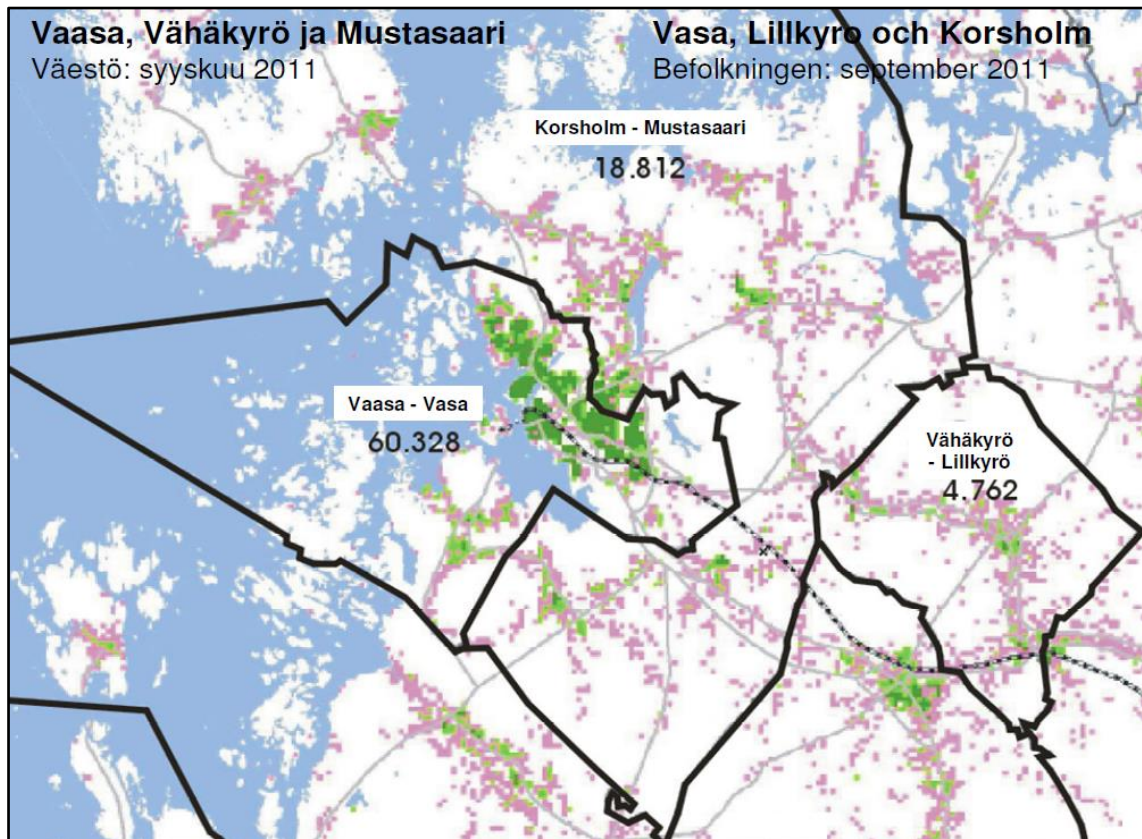 Vaasa, Vähäkyrö ja Mustasaari
Väestö: syyskuu 2011
Vasa, Lillkyro och Korsholm
Befolkningen: september 2011
Korsholm - Mustasaari
18.812
Vaasa - Vasa
60.328
Vähäkyrö
- Lillkyrö
4.762